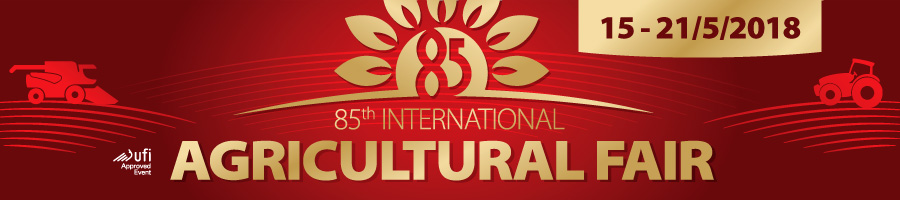 15 - 21/5/2018
85
85th INTERNATIONAL
AGRICULTURAL FAIR
ufi
Approved
Event